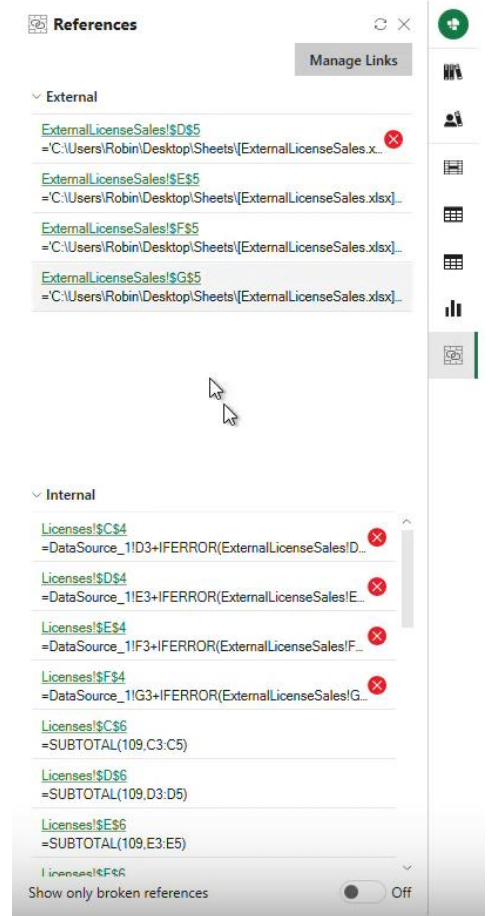 References
Manage Links
External
ExternalLicenseSales!$D$5
='C:\Users\Robin\Desktop\Sheets\[ExternalLicenseSales.x...
ExternalLicenseSales!$E$5
='C:\Users\Robin\Desktop\Sheets\[ExternalLicenseSales.xlsx]...
ExternalLicenseSales!$F$5
='C:\Users\Robin\Desktop\Sheets\[ExternalLicenseSales.xlsx]...
ExternalLicenseSales!$G$5
='C:\Users\Robin\Desktop\Sheets\[ExternalLicenseSales.xlsx]...
Internal
Licenses!$C$4
=DataSource_1!D3+IFERROR(ExternalLicenseSales!D...
Licenses!$D$4
=DataSource_1!E3+IFERROR(ExternalLicenseSales!E...
Licenses!$E$4
=DataSource_1!F3+IFERROR(ExternalLicenseSales!F...
Licenses!$F$4
=DataSource_1!G3+IFERROR(ExternalLicenseSales!G...
Licenses!$C$6
=SUBTOTAL(109,C3:C5)
Licenses!$D$6
=SUBTOTAL(109,D3:D5)
Licenses!$E$6
=SUBTOTAL(109,E3:E5)
Licenses!$F$6
Show only broken references Off